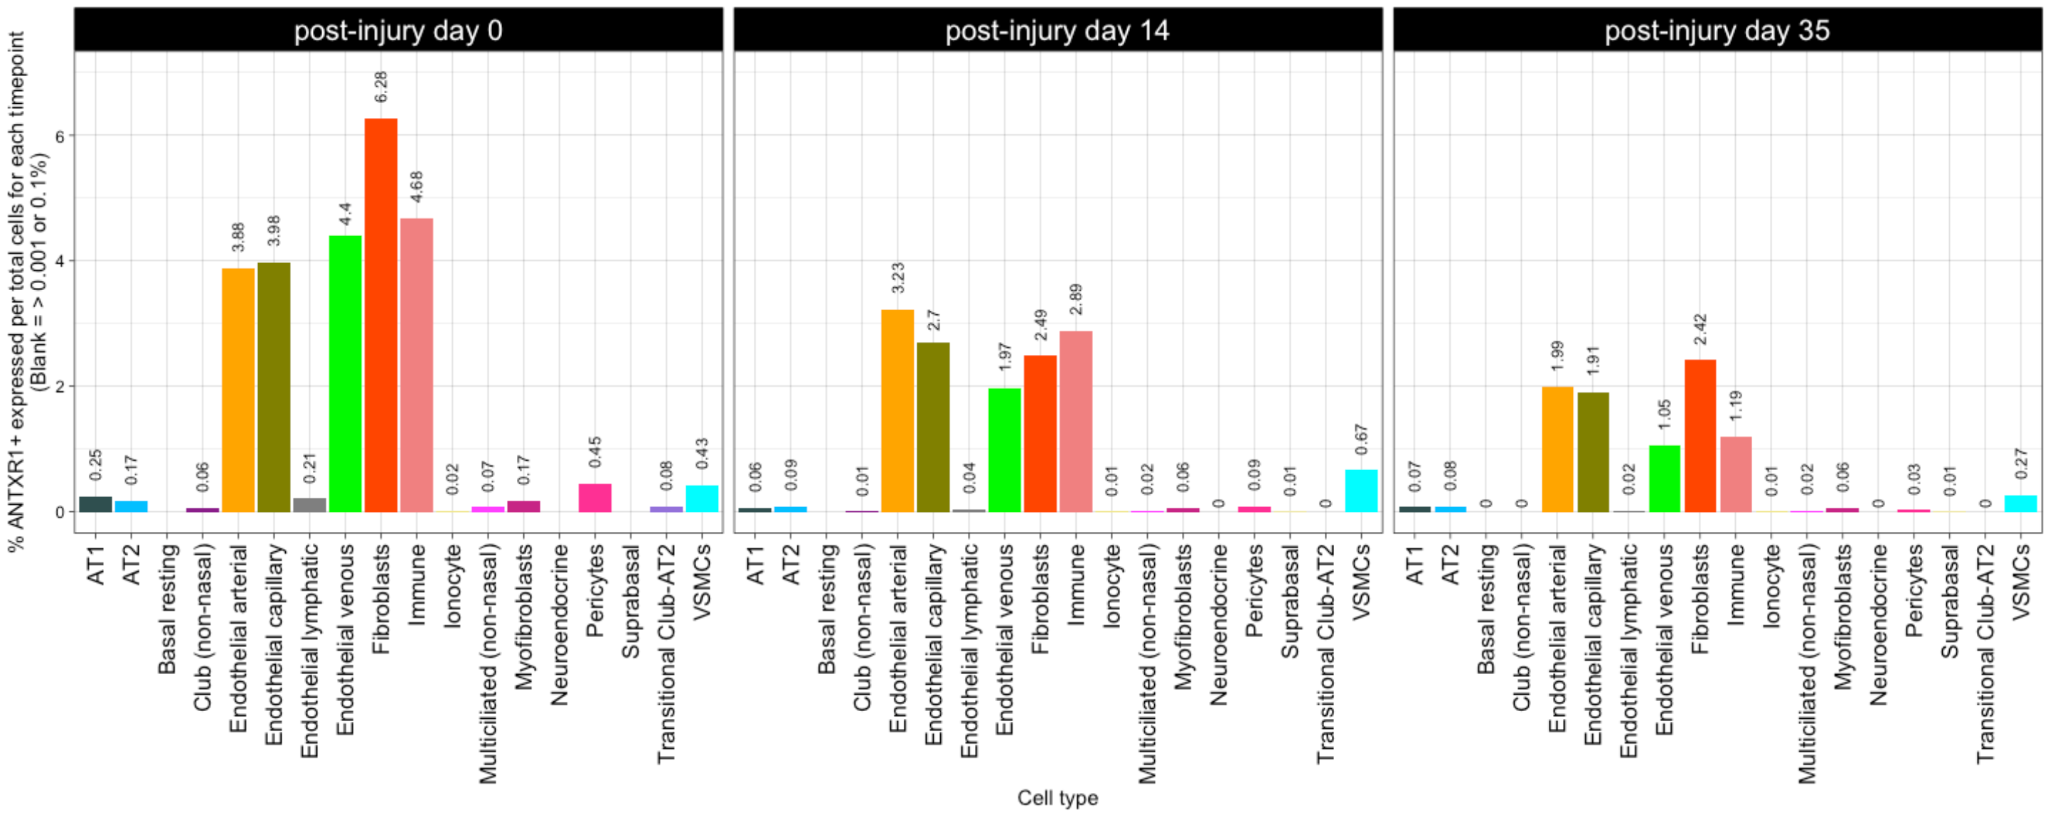 % ANTXR1+ expressed per total cells for each timepoint
(Blank = > 0.001 or 0.1%)
6
4
2
0
post-injury day 0
0.25
0.17
0.06
3.88
3.98
0.21
4.4
6.28
4.68
0.02
0.07
0.17
0.45
0.08
0.43
AT1
AT2
Basal resting
Club (non-nasal)
Endothelial arterial
Endothelial capillary
Endothelial lymphatic
Endothelial venous
Fibroblasts
Immune
Ionocyte
Multiciliated (non-nasal)
Myofibroblasts
Neuroendocrine
Pericytes
Suprabasal
Transitional Club-AT2
VSMCs
post-injury day 14
0.06
0.09
0.01
3.23
2.7
0.04
1.97
2.49
2.89
0.01
0.02
0.06
0
0.09
0.01
0
0.67
AT1
AT2
Basal resting
Club (non-nasal)
Endothelial arterial
Endothelial capillary
Endothelial lymphatic
Endothelial venous
Fibroblasts
Immune
Ionocyte
Multiciliated (non-nasal)
Myofibroblasts
Neuroendocrine
Pericytes
Suprabasal
Transitional Club-AT2
VSMCs
post-injury day 35
0.07
0.08
0
0
1.99
1.91
0.02
1.05
2.42
1.19
0.01
0.02
0.06
0
0.03
0.01
0
0.27
AT1
AT2
Basal resting
Club (non-nasal)
Endothelial arterial
Endothelial capillary
Endothelial lymphatic
Endothelial venous
Fibroblasts
Immune
Ionocyte
Multiciliated (non-nasal)
Myofibroblasts
Neuroendocrine
Pericytes
Suprabasal
Transitional Club-AT2
VSMCs
Cell type